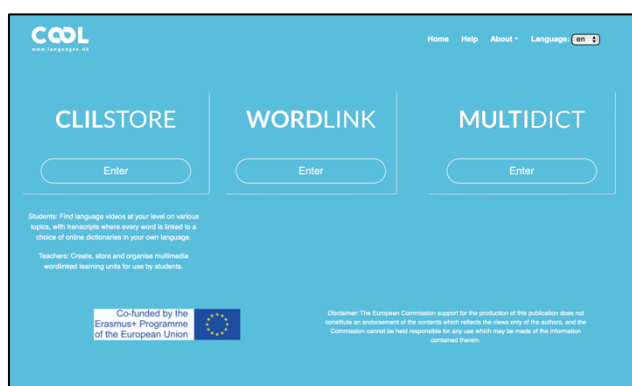 COOL
www.languages.dk
Home Help About Language: en
CLILSTORE
WORDLINK
MULTIDICT
Enter
Enter
Enter
Students: Find language videos at your level on various
topics, with transcripts where every word is linked to a
choice of online dictionaries in your own language.
Teachers: Create, store and organise multimedia
wordlinked learning units for use by students.
Co-funded by the
Erasmus+ Programme
of the European Union
Disclaimer: The European Commission support for the production of this publication does not
constitute an endorsement of the contents which reflects the views only of the authors, and the
Commission cannot be held responsible for any use which may be made of the information
contained therein.